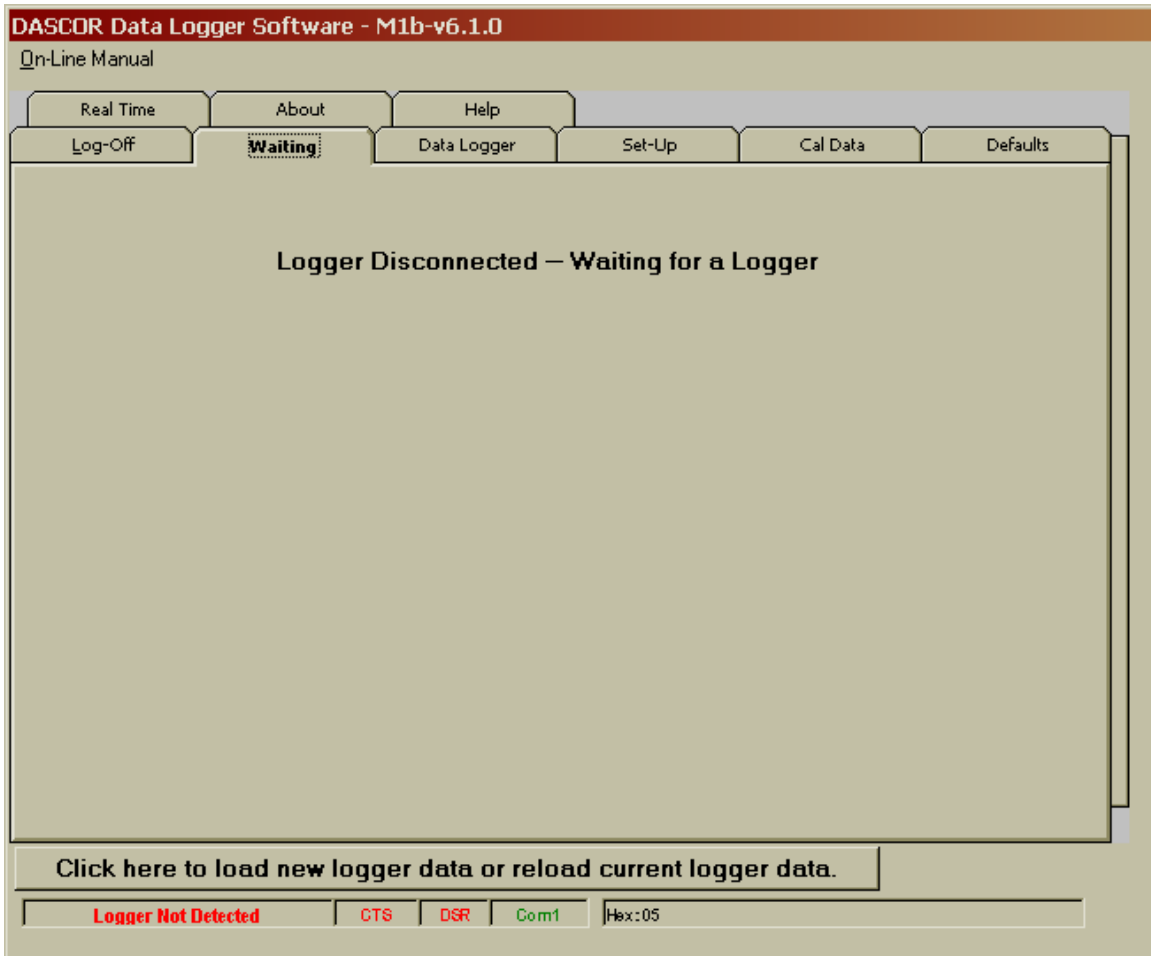 DASCOR Data Logger Software - M1b-v6.1.0
On-Line Manual
Real Time About Help
Log-Off Waiting Data Logger Set-Up Cal Data Defaults
Logger Disconnected – Waiting for a Logger
Click here to load new logger data or reload current logger data.
Logger Not Detected CTS DSR Com1 Hex:05